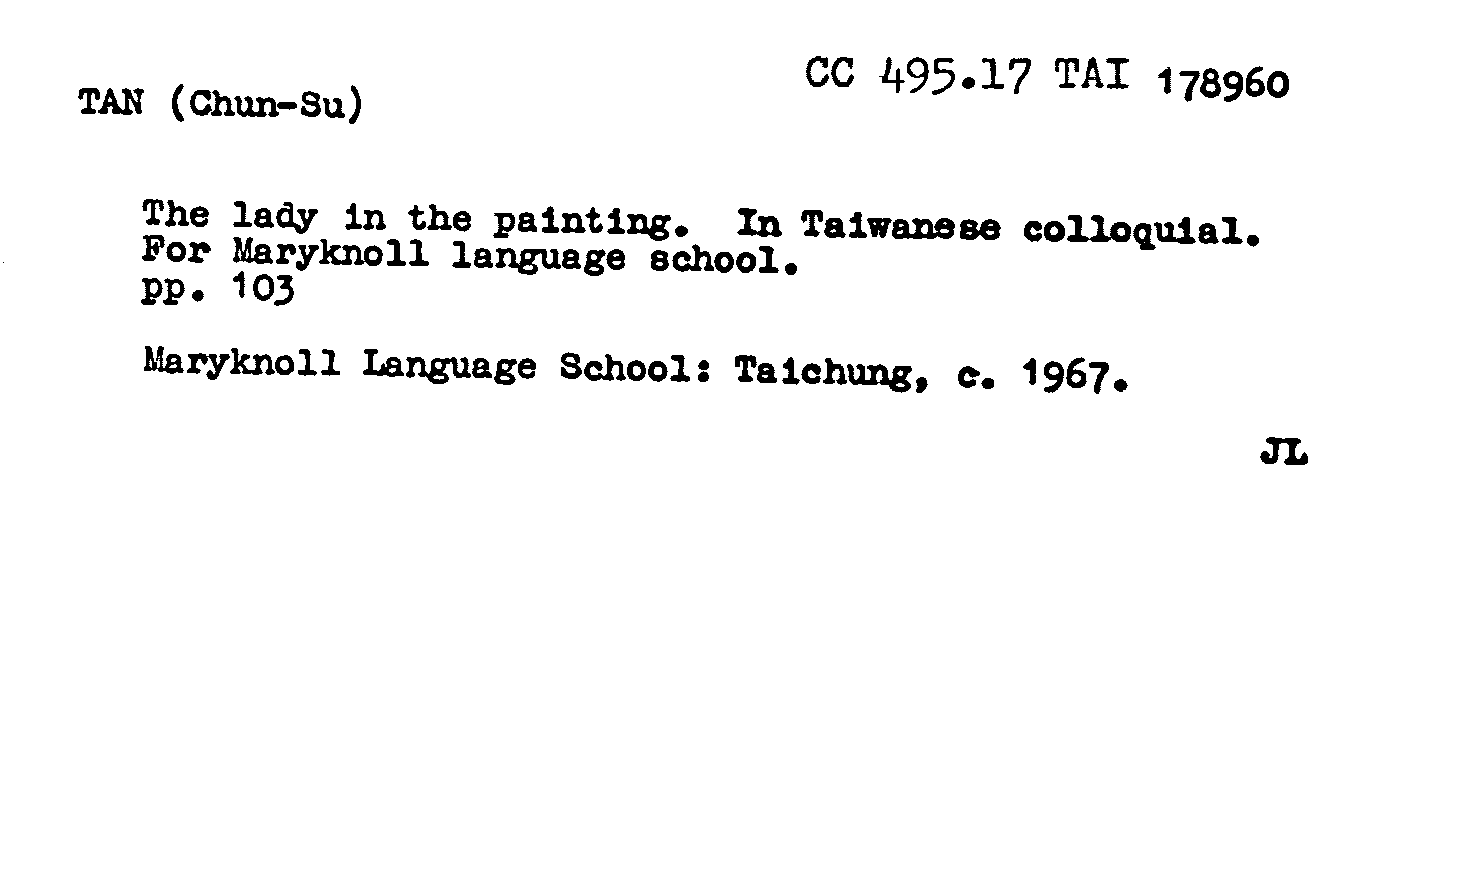 CC 495.17 TAI 178960
TAN (Chun-Su)
The lady in the painting. In Taiwanese colloquial.
For Maryknoll language school.
pp. 103
Maryknoll Language School: Taichung, c. 1967.
JL